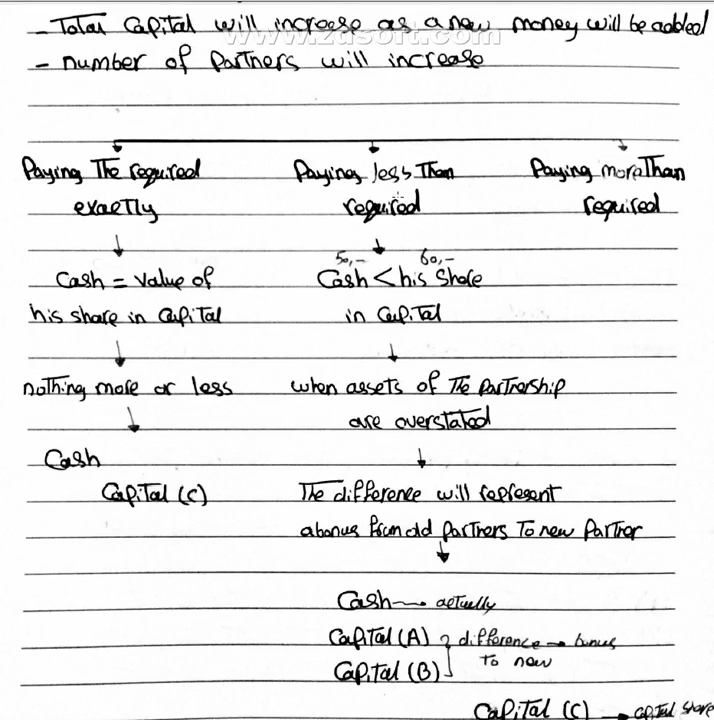 - Total Capital will increase as a new money will be added
www.zdsoft.com
- number of Partners will increase
Paying The required
exactly
Cash = value of
his share in Capital
nothing more or less
Cash
Capital (C)
Paying less Than
required
50,- 60,-
Cash < his share
in Capital
when assets of The Partnership
are overstated
The difference will represent
a bonus from old partners To new Partner
Cash → actually
Capital (A) } difference → bonus
Capital (B) To new
Capital (C) → capital share
Paying more Than
required